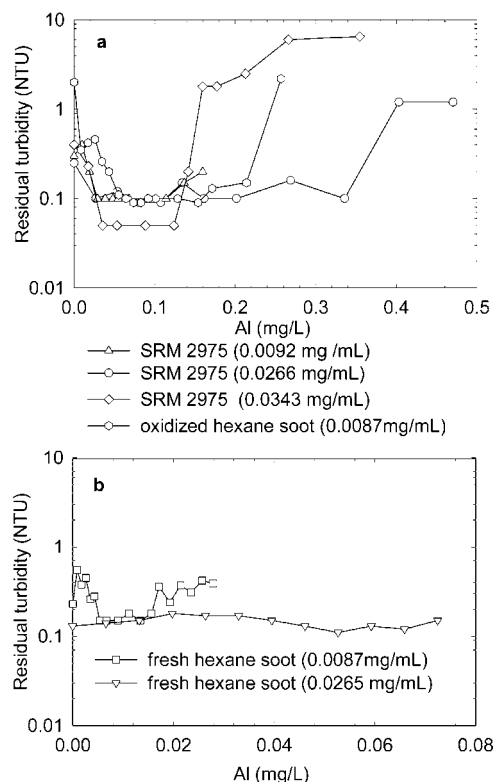 a
Residual turbidity (NTU)
10
1
0.1
0.01
0.0 0.1 0.2 0.3 0.4 0.5
Al (mg/L)
SRM 2975 (0.0092 mg /mL)
SRM 2975 (0.0266 mg/mL)
SRM 2975 (0.0343 mg/mL)
oxidized hexane soot (0.0087mg/mL)
b
Residual turbidity (NTU)
10
1
0.1
0.01
fresh hexane soot (0.0087mg/mL)
fresh hexane soot (0.0265 mg/mL)
0.00 0.02 0.04 0.06 0.08
Al (mg/L)